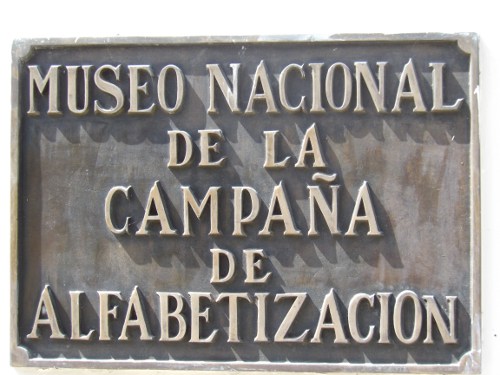 MUSEO NACIONAL
DE LA
CAMPAÑA
DE
ALFABETIZACION